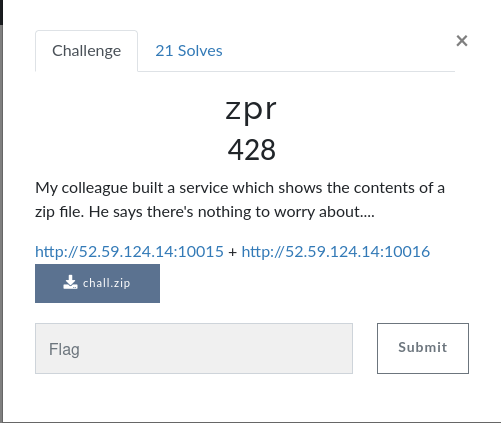 Challenge
21 Solves
×
zpr
428
My colleague built a service which shows the contents of a
zip file. He says there's nothing to worry about....
http://52.59.124.14:10015 + http://52.59.124.14:10016
chall.zip
Flag
Submit